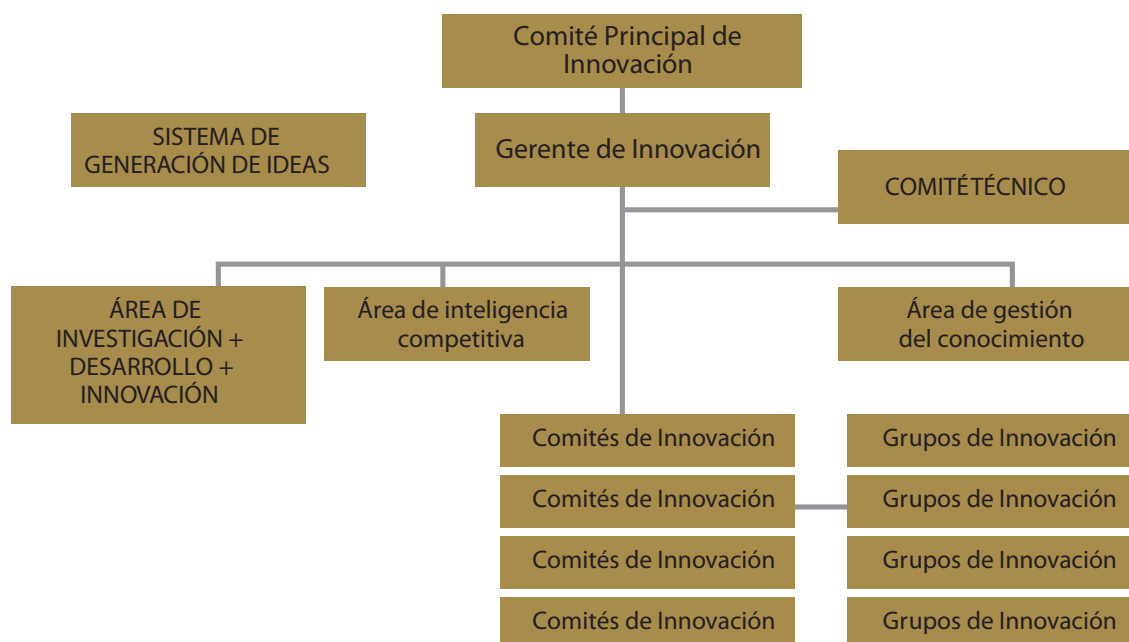 Comité Principal de
Innovación
SISTEMA DE
GENERACIÓN DE IDEAS
Gerente de Innovación
COMITÉTÉCNICO
ÁREA DE
INVESTIGACIÓN +
DESARROLLO +
INNOVACIÓN
Área de inteligencia
competitiva
Área de gestión
del conocimiento
Comités de Innovación
Grupos de Innovación
Comités de Innovación
Grupos de Innovación
Comités de Innovación
Grupos de Innovación
Comités de Innovación
Grupos de Innovación